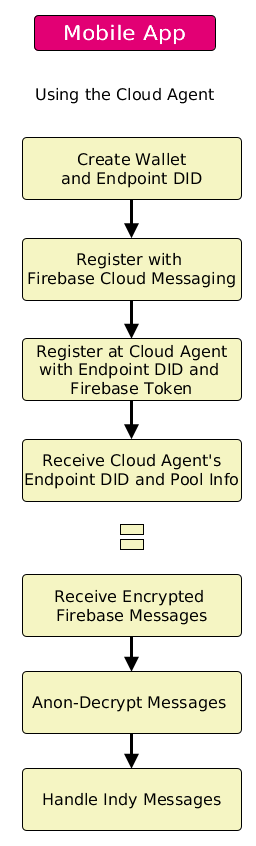 Mobile App
Using the Cloud Agent
Create Wallet
and Endpoint DID
Register with
Firebase Cloud Messaging
Register at Cloud Agent
with Endpoint DID and
Firebase Token
Receive Cloud Agent's
Endpoint DID and Pool Info
Receive Encrypted
Firebase Messages
Anon-Decrypt Messages
Handle Indy Messages